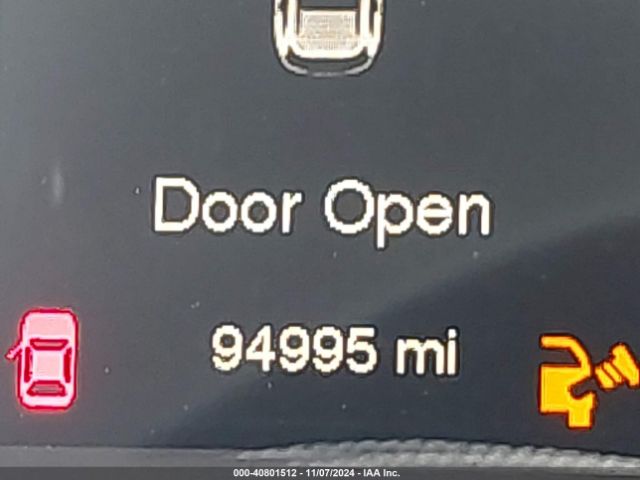 Door Open
94995 mi
000-40801512 - 11/07/2024 - IAA Inc.